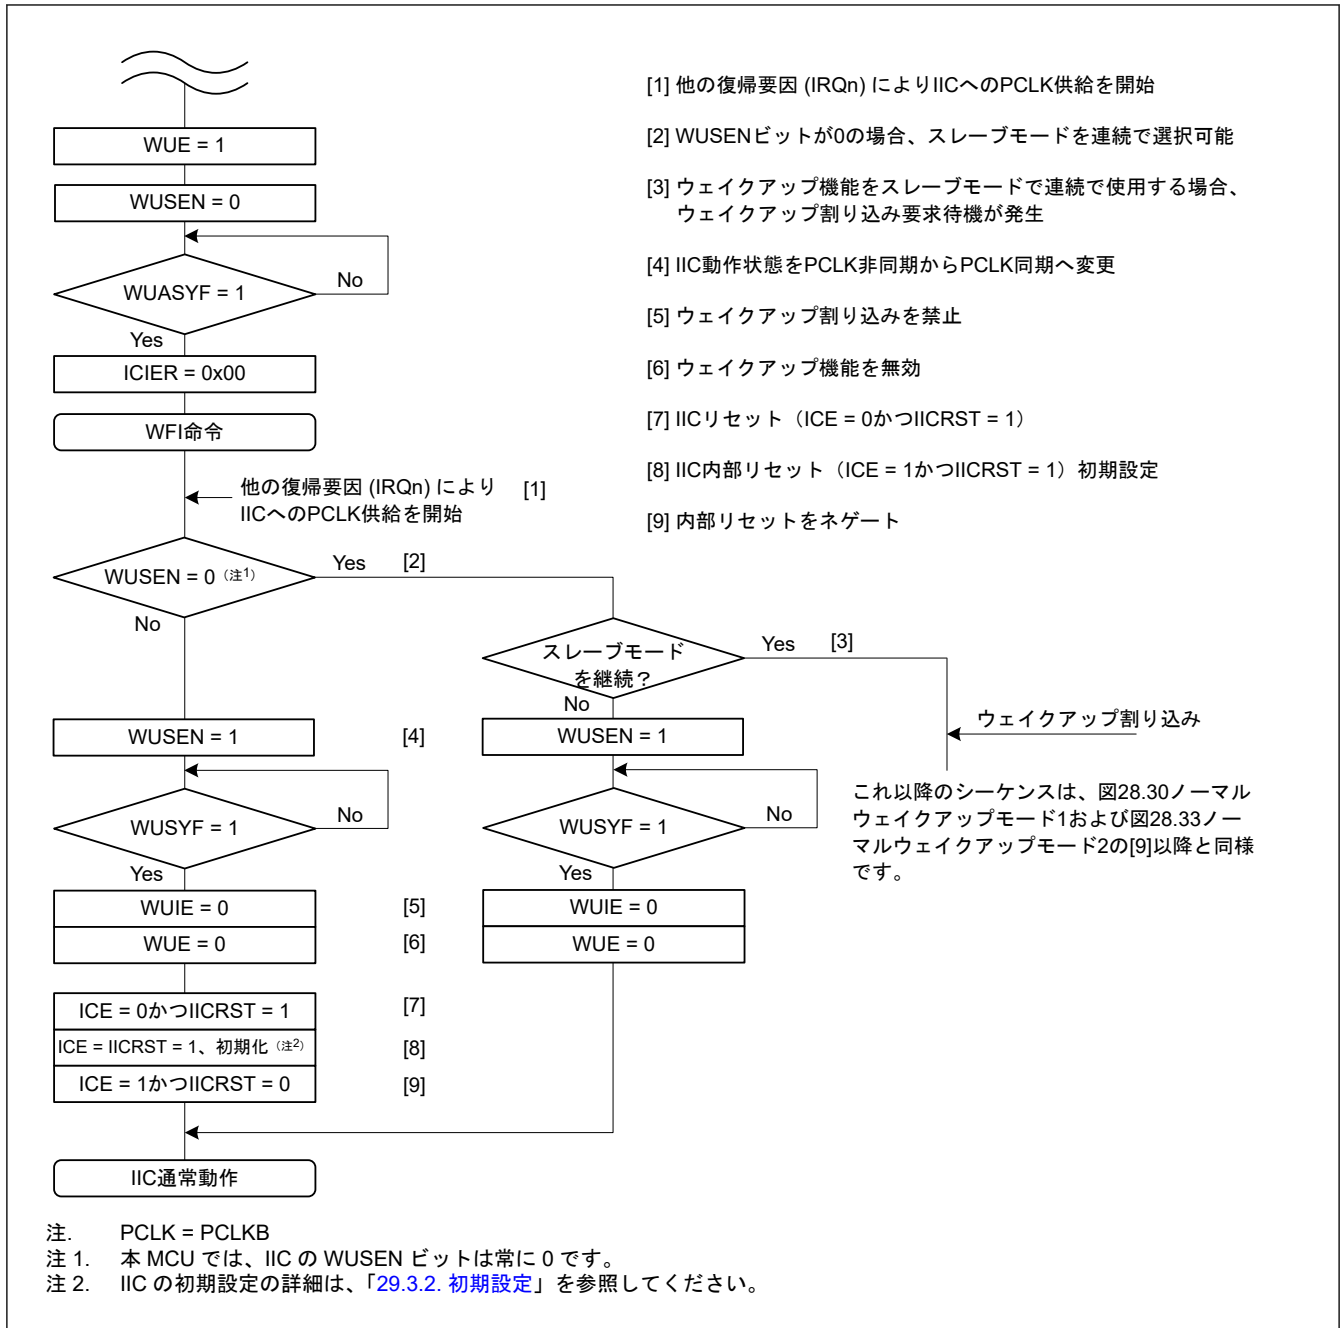 WUE = 1
WUSEN = 0
WUASYF = 1
No
Yes
ICIER = 0x00
WFI命令
他の復帰要因 (IRQn) により [1]
IICへのPCLK供給を開始
WUSEN = 0（注1）
Yes [2]
No
スレーブモード
を継続？
Yes [3]
No
ウェイクアップ割り込み
WUSEN = 1
[4]
WUSEN = 1
WUSYF = 1
No
Yes
WUSYF = 1
No
Yes
これ以降のシーケンスは、図28.30ノーマル
ウェイクアップモード1および図28.33ノー
マルウェイクアップモード2の[9]以降と同様
です。
WUIE = 0
[5]
WUIE = 0
WUE = 0
[6]
WUE = 0
ICE = 0かつIICRST = 1
[7]
ICE = IICRST = 1、初期化（注2）
[8]
ICE = 1かつIICRST = 0
[9]
IIC通常動作
[1] 他の復帰要因 (IRQn) によりIICへのPCLK供給を開始
[2] WUSENビットが0の場合、スレーブモードを連続で選択可能
[3] ウェイクアップ機能をスレーブモードで連続で使用する場合、
ウェイクアップ割り込み要求待機が発生
[4] IIC動作状態をPCLK非同期からPCLK同期へ変更
[5] ウェイクアップ割り込みを禁止
[6] ウェイクアップ機能を無効
[7] IICリセット（ICE = 0かつIICRST = 1）
[8] IIC内部リセット（ICE = 1かつIICRST = 1）初期設定
[9] 内部リセットをネゲート
注. PCLK = PCLKB
注 1. 本 MCU では、IIC の WUSEN ビットは常に 0 です。
注 2. IIC の初期設定の詳細は、「29.3.2. 初期設定」を参照してください。